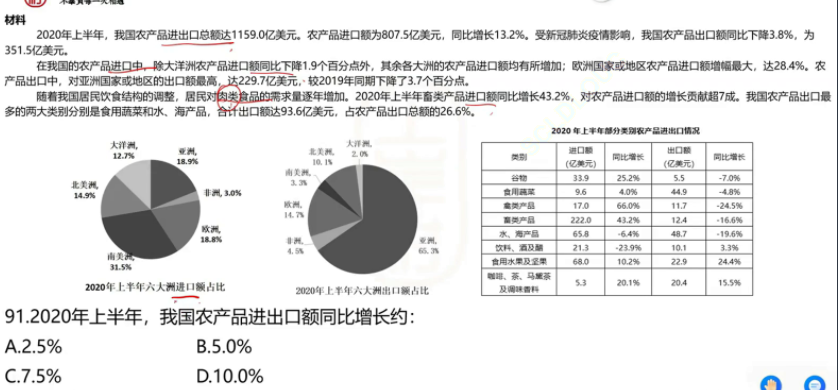 材料
2020年上半年，我国农产品进出口总额达1159.0亿美元。农产品进口额为807.5亿美元，同比增长13.2%。受新冠肺炎疫情影响，我国农产品出口额同比下降3.8%，为
351.5亿美元。
在我国的农产品进口中，除大洋洲农产品进口额同比下降1.9个百分点外，其余各大洲的农产品进口额均有所增加；欧洲国家或地区农产品进口额增幅最大，达28.4%。农
产品出口中，对亚洲国家或地区的出口额最高，达229.7亿美元，较2019年同期下降了3.7个百分点。
随着我国居民饮食结构的调整，居民对肉类食品的需求量逐年增加。2020年上半年畜类产品进口额同比增长43.2%，对农产品进口额的增长贡献超7成。我国农产品出口最
多的两大类别分别是食用蔬菜和水、海产品，合计出口额达93.6亿美元，占农产品出口总额的26.6%。
大洋洲, 12.7%
亚洲, 18.9%
非洲, 3.0%
欧洲, 18.8%
南美洲, 31.5%
北美洲, 14.9%
2020年上半年六大洲进口额占比
大洋洲, 2.0%
北美洲, 10.1%
南美洲, 3.3%
欧洲, 14.7%
非洲, 4.5%
亚洲, 65.3%
2020年上半年六大洲出口额占比
2020 年上半年部分类别农产品进出口情况
类别 进口额（亿美元） 同比增长 出口额（亿美元） 同比增长
谷物 33.9 25.2% 5.5 -7.0%
食用蔬菜 9.6 4.0% 44.9 -4.8%
禽类产品 17.0 66.0% 11.7 -24.5%
畜类产品 222.0 43.2% 12.4 -16.6%
水、海产品 65.8 -6.4% 48.7 -19.6%
饮料、酒及醋 21.3 -23.9% 10.1 3.3%
食用水果及坚果 68.0 10.2% 22.9 24.4%
咖啡、茶、马黛茶及调味香料 5.3 20.1% 20.4 15.5%
91.2020年上半年，我国农产品进出口额同比增长约：
A.2.5% B.5.0%
C.7.5% D.10.0%